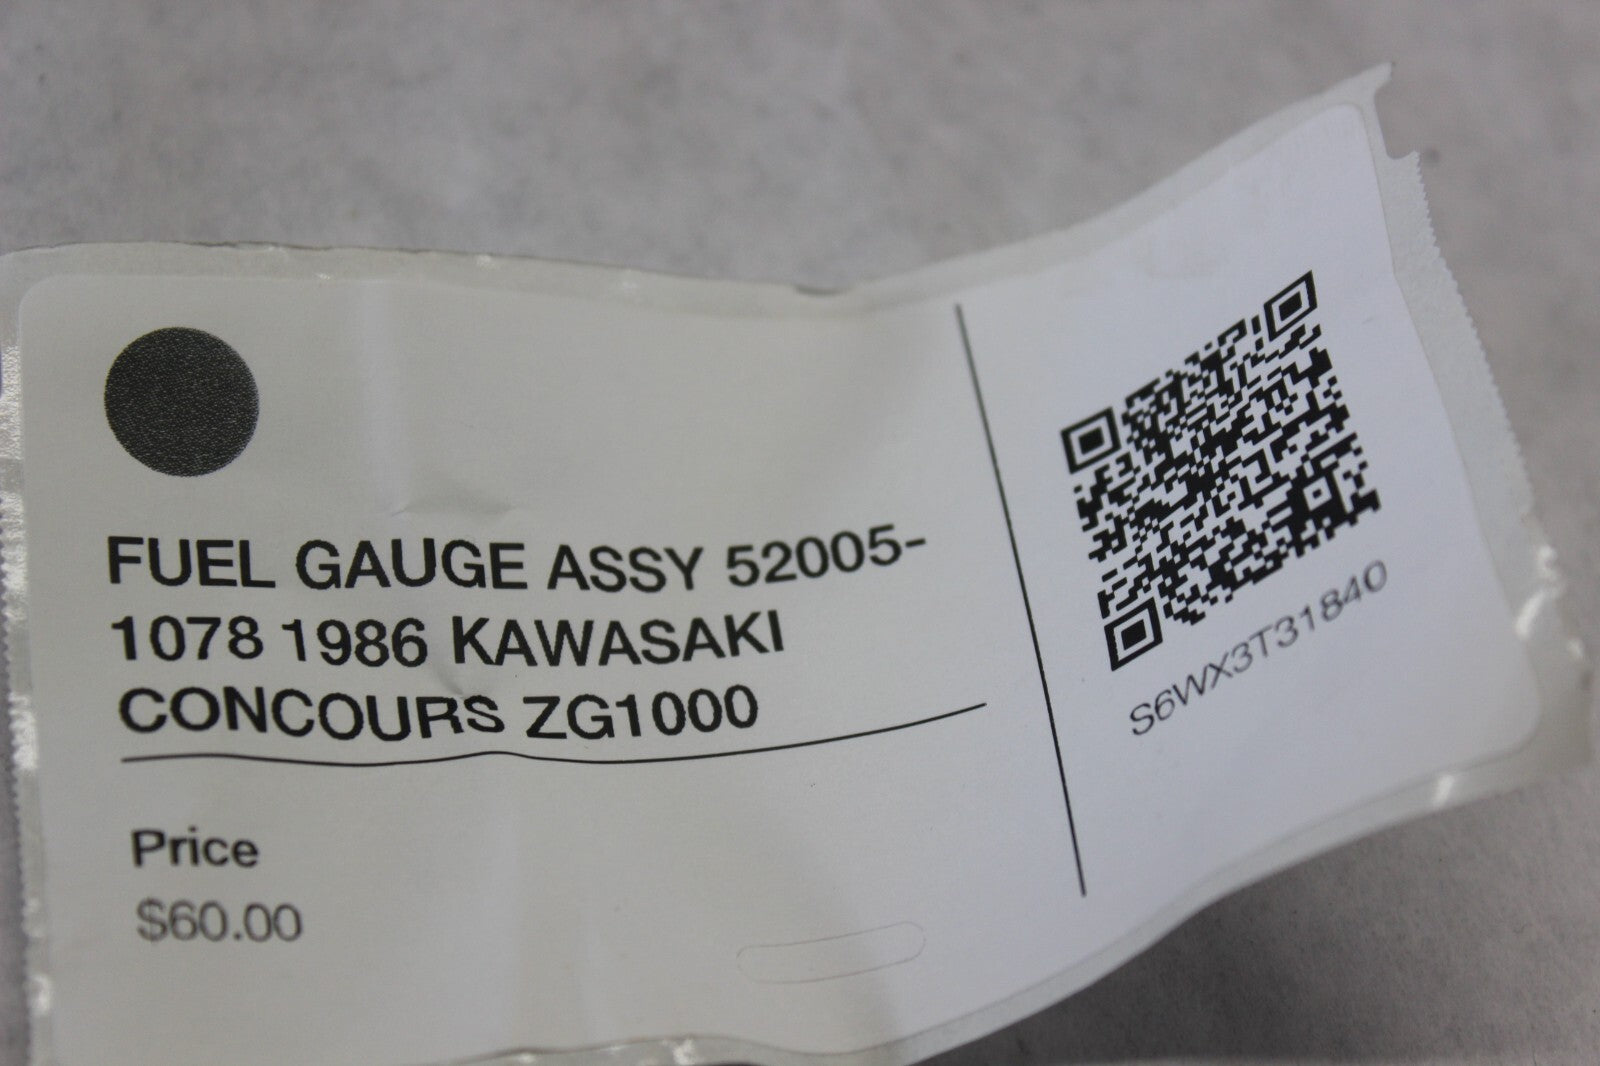 FUEL GAUGE ASSY 52005-
1078 1986 KAWASAKI
CONCOURS ZG1000
Price
$60.00
S6WX3T31840